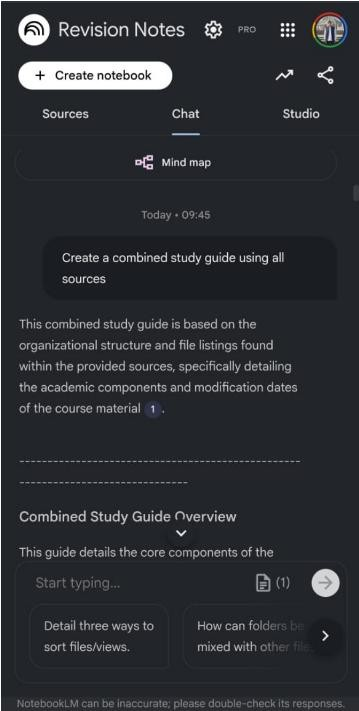 Revision Notes PRO
+ Create notebook
Sources Chat Studio
Mind map
Today • 09:45
Create a combined study guide using all
sources
This combined study guide is based on the
organizational structure and file listings found
within the provided sources, specifically detailing
the academic components and modification dates
of the course material 1.
--------------------------------------------------
------------------------------
Combined Study Guide Overview
This guide details the core components of the
Start typing... (1)
Detail three ways to
sort files/views.
How can folders be
mixed with other file
NotebookLM can be inaccurate; please double-check its responses.